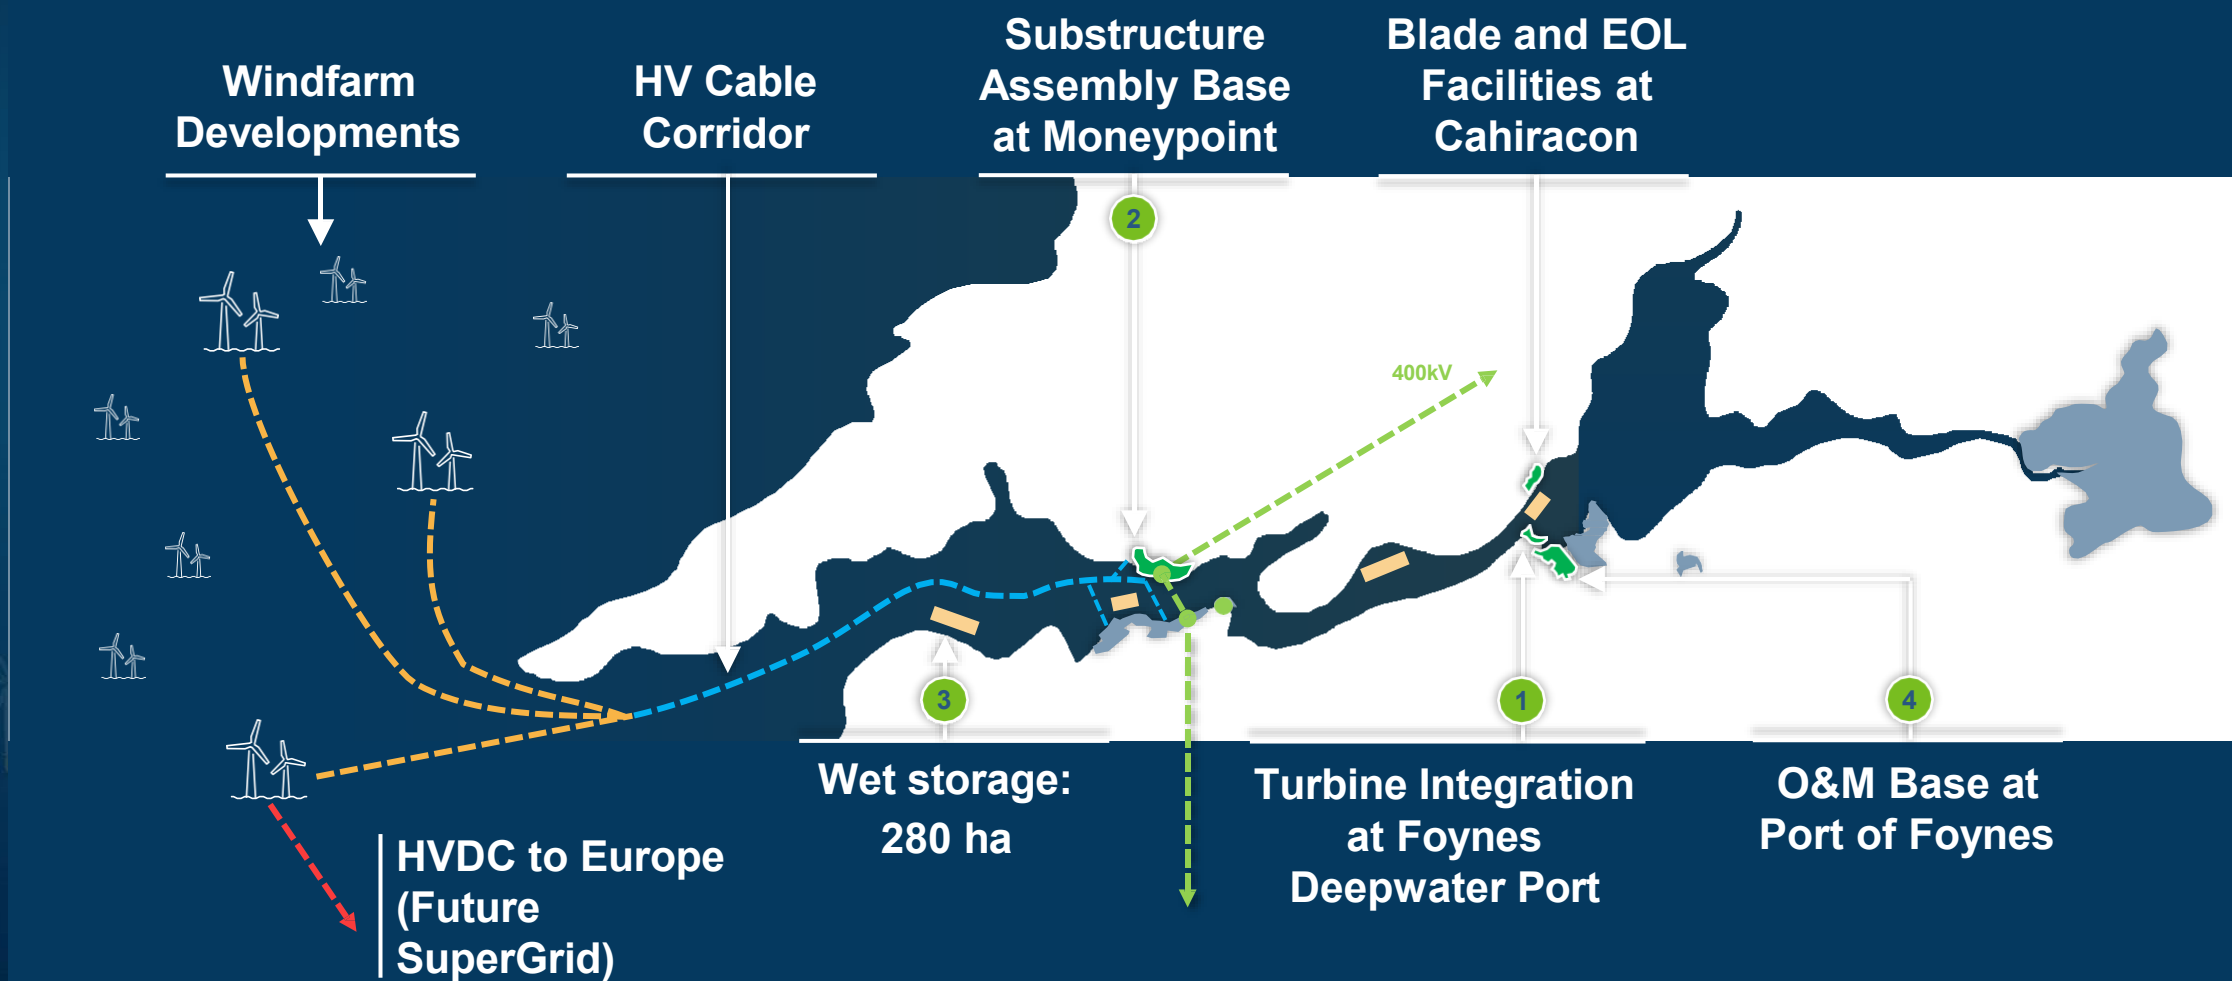 Windfarm
Developments
HV Cable
Corridor
Substructure
Assembly Base
at Moneypoint
Blade and EOL
Facilities at
Cahiracon
2
400kV
3
1
4
Wet storage:
280 ha
Turbine Integration
at Foynes
Deepwater Port
O&M Base at
Port of Foynes
HVDC to Europe
(Future
SuperGrid)